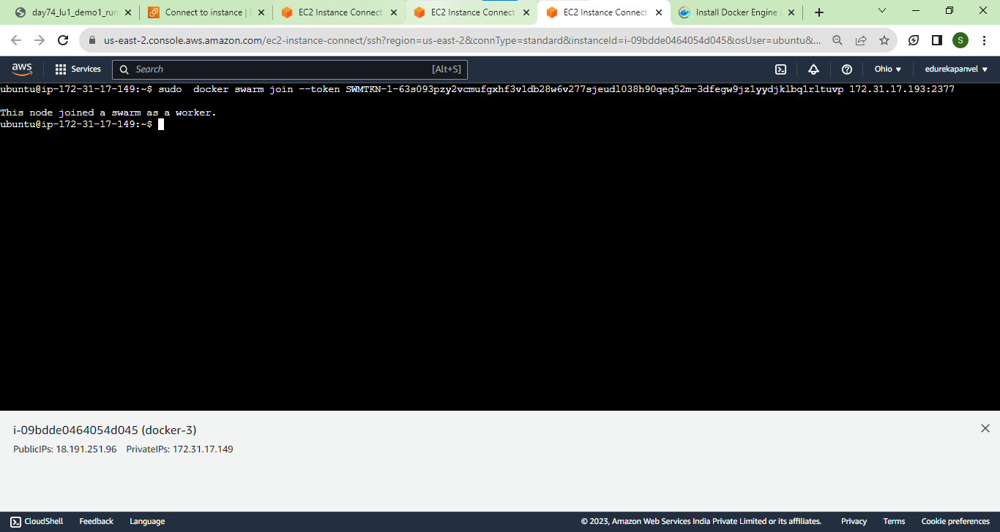 day74_lu1_demo1_run
Connect to instance |
EC2 Instance Connect
EC2 Instance Connect
EC2 Instance Connect
Install Docker Engine
us-east-2.console.aws.amazon.com/ec2-instance-connect/ssh?region=us-east-2&connType=standard&instanceId=i-09bdde0464054d045&osUser=ubuntu&...
S
aws
Services
Search
[Alt+S]
Ohio
edurekapanvel
ubuntu@ip-172-31-17-149:~$ sudo  docker swarm join --token SWMTKN-1-63s093pzy2vcmufgxhf3v1db28w6v277sjeudl038h90qeq52m-3dfegw9jz1yydjklbq1rltuvp 172.31.17.193:2377
This node joined a swarm as a worker.
ubuntu@ip-172-31-17-149:~$
i-09bdde0464054d045 (docker-3)
PublicIPs: 18.191.251.96 PrivateIPs: 172.31.17.149
CloudShell
Feedback
Language
© 2023, Amazon Web Services India Private Limited or its affiliates.
Privacy
Terms
Cookie preferences